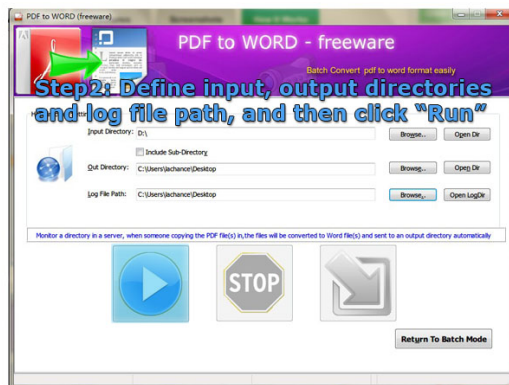 PDF to WORD (freeware)
PDF to WORD - freeware
Batch Convert pdf to word format easily
Step2: Define input, output directories
and log file path, and then click “Run”
Input Directory: D:\ Browse.. Open Dir
Include Sub-Directory
Out Directory: C:\Users\achance\Desktop Browse.. Open Dir
Log File Path: C:\Users\achance\Desktop Browse.. Open LogDir
Monitor a directory in a server, when someone copying the PDF file(s) in,the files will be converted to Word file(s) and sent to an output directory automatically
STOP
Return To Batch Mode